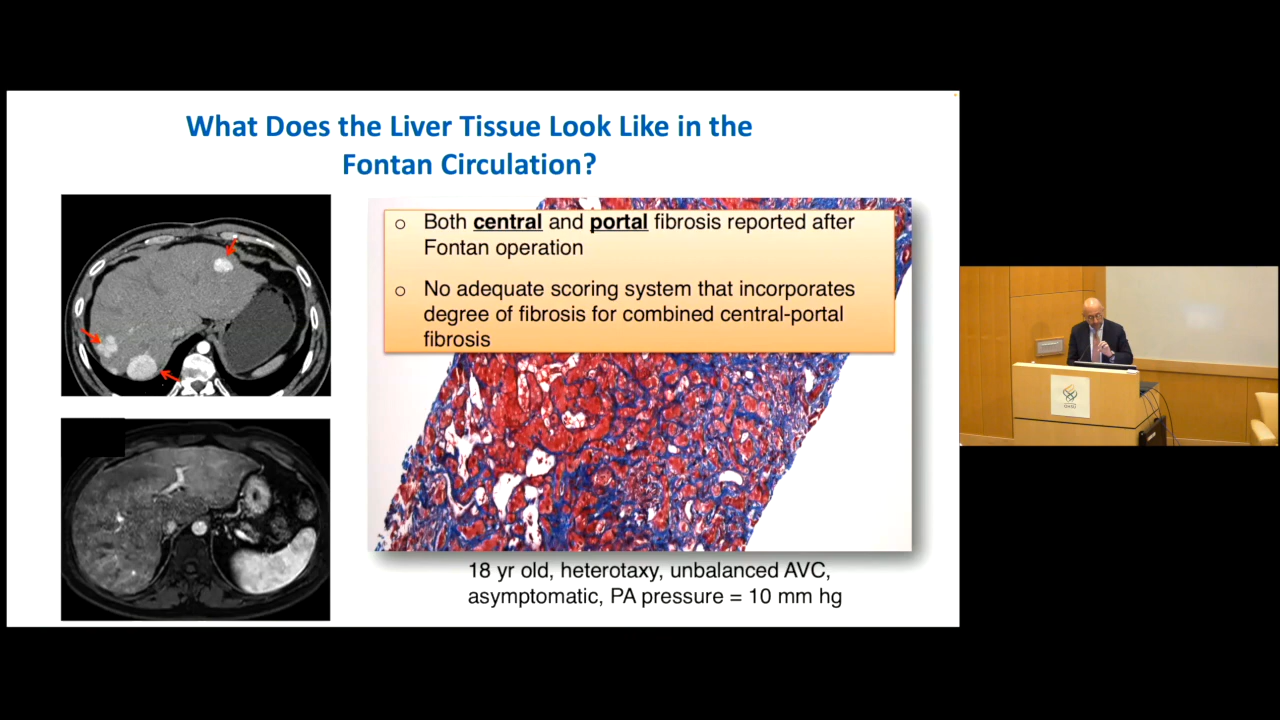 What Does the Liver Tissue Look Like in the
Fontan Circulation?
○ Both central and portal fibrosis reported after
Fontan operation
○ No adequate scoring system that incorporates
degree of fibrosis for combined central-portal
fibrosis
18 yr old, heterotaxy, unbalanced AVC,
asymptomatic, PA pressure = 10 mm hg
OHSU